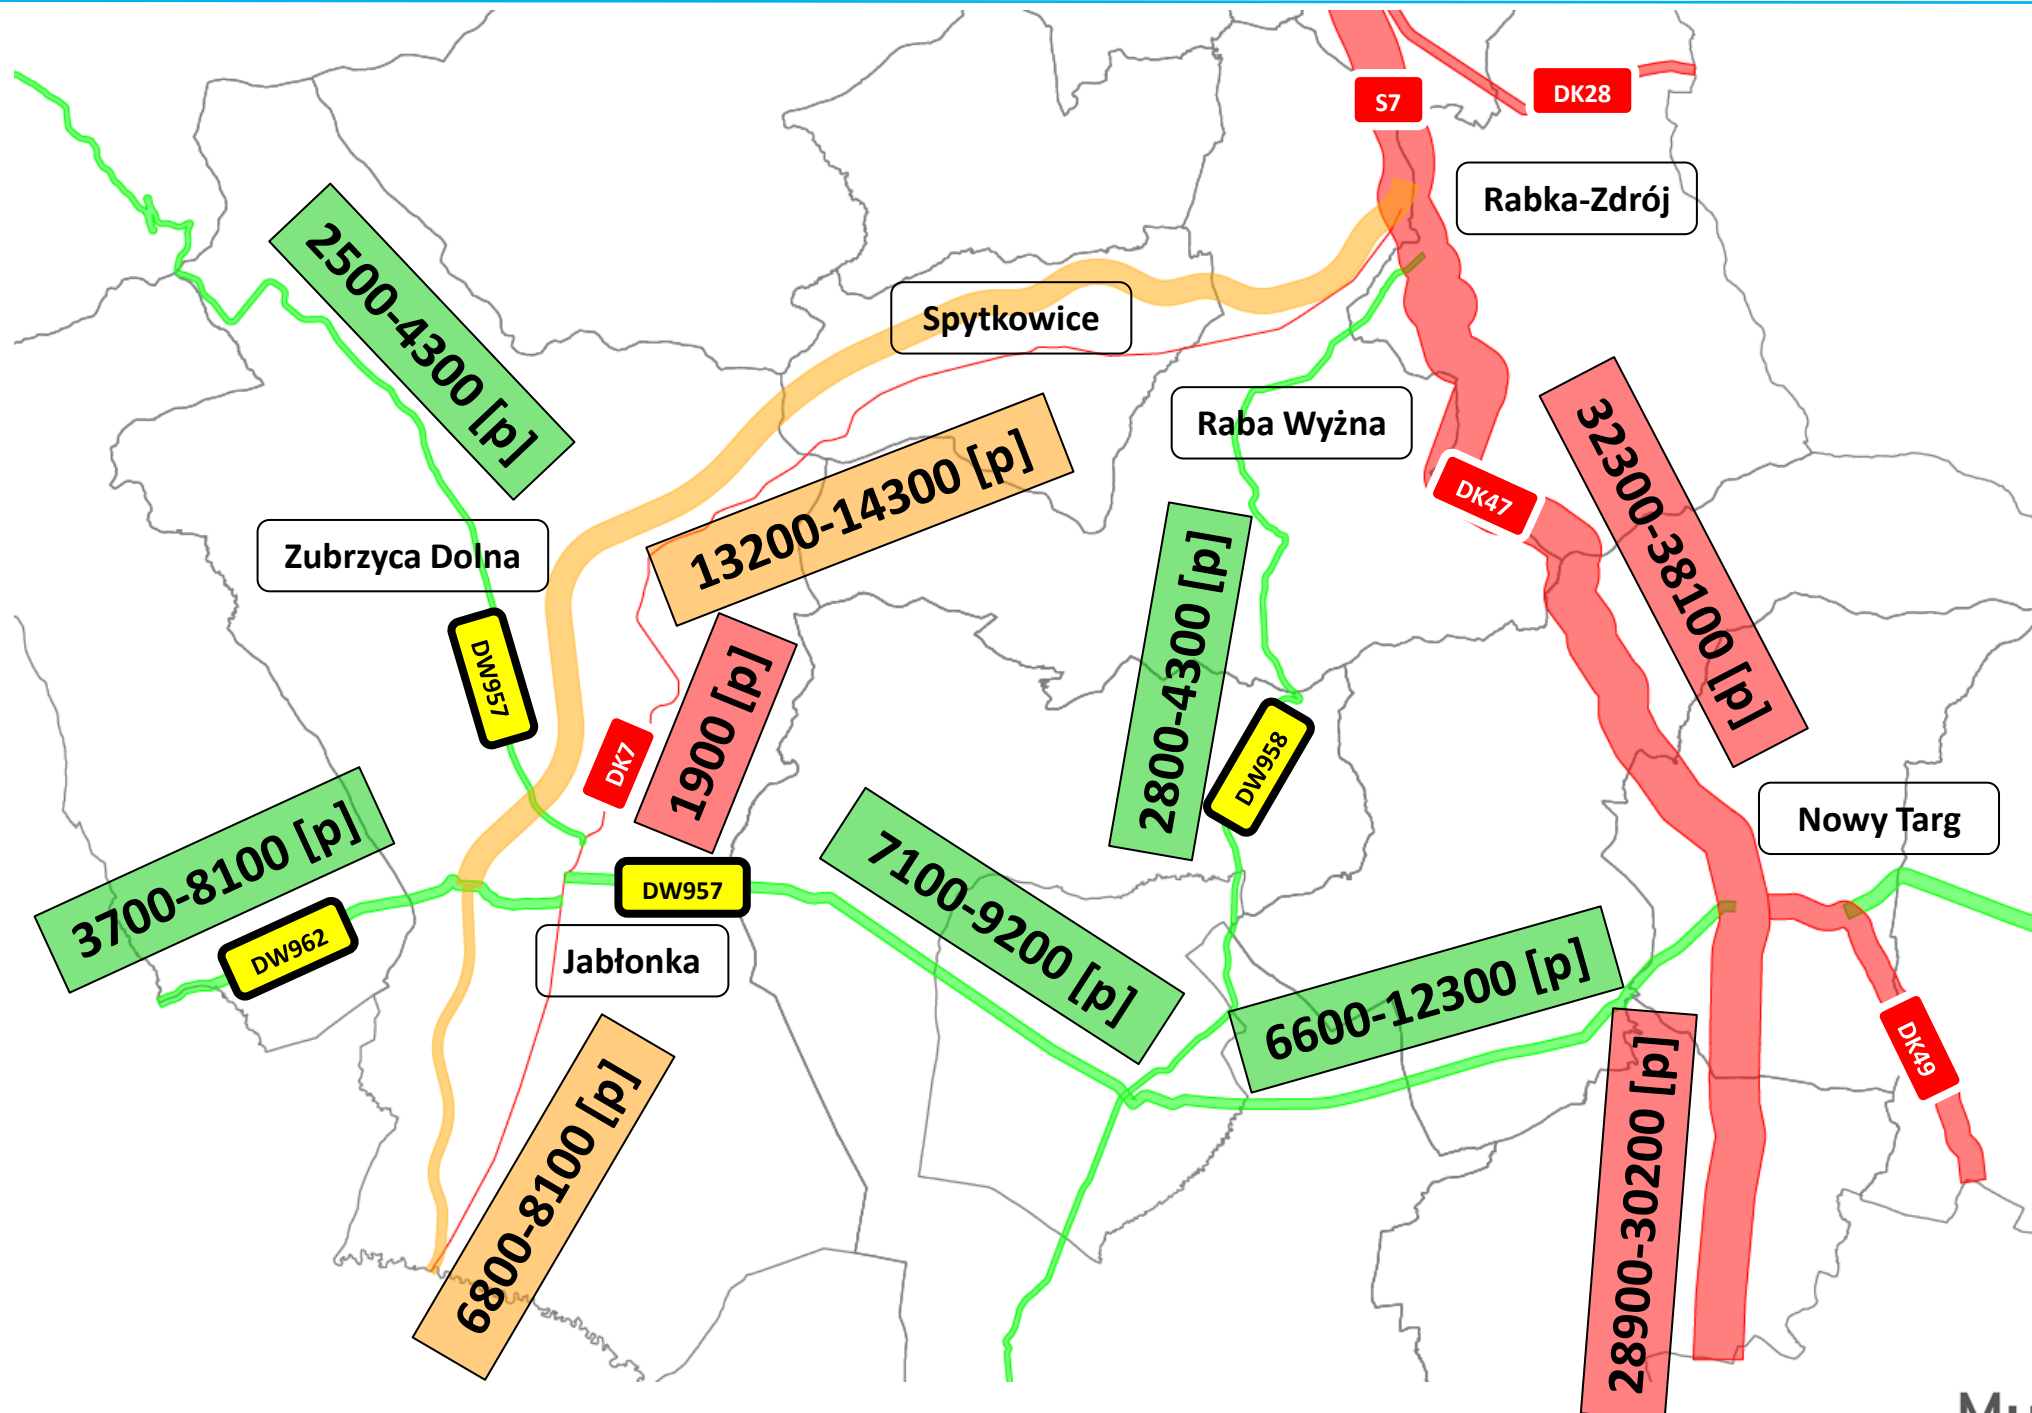 S7
DK28
Rabka-Zdrój
2500-4300 [p]
Spytkowice
Raba Wyżna
32300-38100 [p]
13200-14300 [p]
DK47
Zubrzyca Dolna
2800-4300 [p]
DW957
1900 [p]
DK7
DW958
Nowy Targ
3700-8100 [p]
7100-9200 [p]
DW957
DW962
Jabłonka
6600-12300 [p]
DK49
6800-8100 [p]
28900-30200 [p]